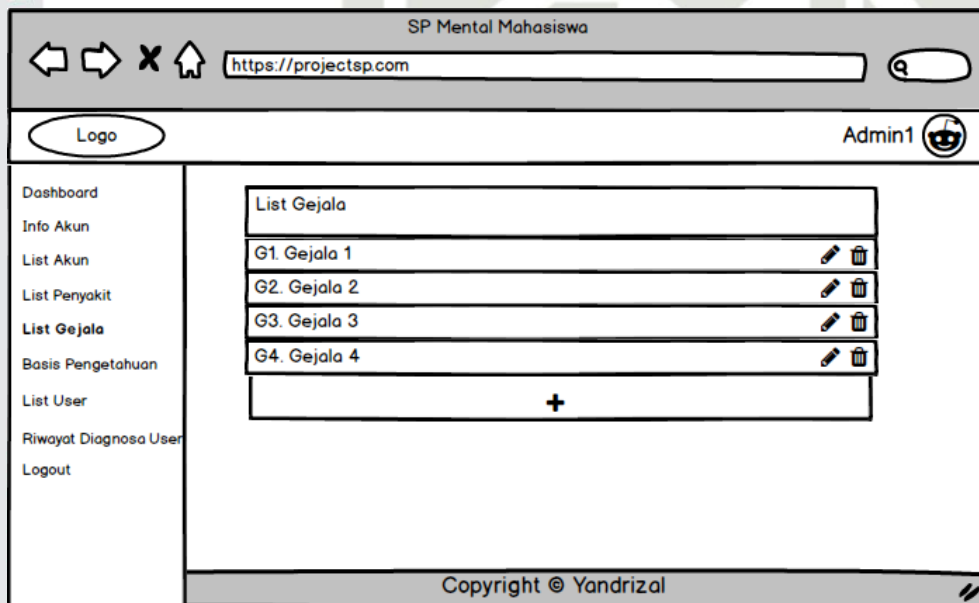 SP Mental Mahasiswa
https://projectsp.com
Logo
Admin1
Dashboard
Info Akun
List Akun
List Penyakit
List Gejala
Basis Pengetahuan
List User
Riwayat Diagnosa User
Logout
List Gejala
G1. Gejala 1
G2. Gejala 2
G3. Gejala 3
G4. Gejala 4
+
Copyright © Yandrizal